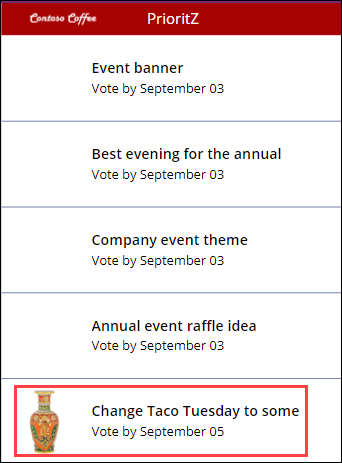 Contoso Coffee
PrioritZ
Event banner
Vote by September 03
Best evening for the annual
Vote by September 03
Company event theme
Vote by September 03
Annual event raffle idea
Vote by September 03
Change Taco Tuesday to some
Vote by September 05